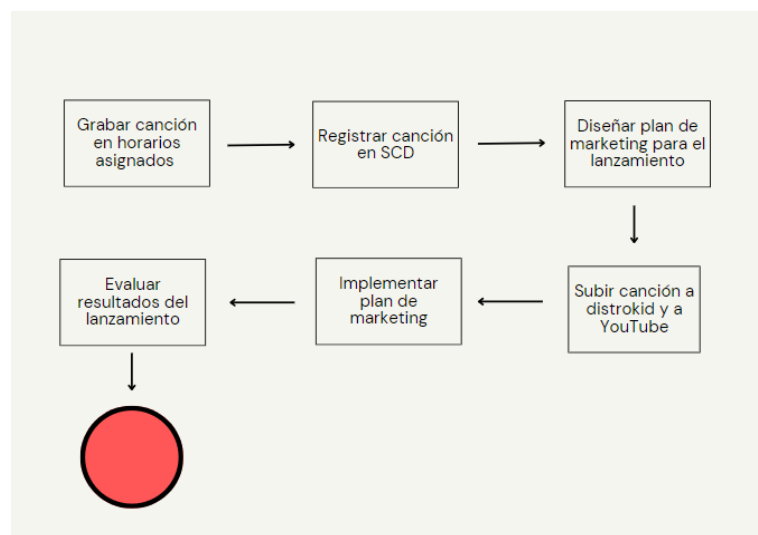 Grabar canción
en horarios
asignados
Registrar canción
en SCD
Diseñar plan de
marketing para el
lanzamiento
Subir canción a
distrokid y a
YouTube
Implementar
plan de
marketing
Evaluar
resultados del
lanzamiento